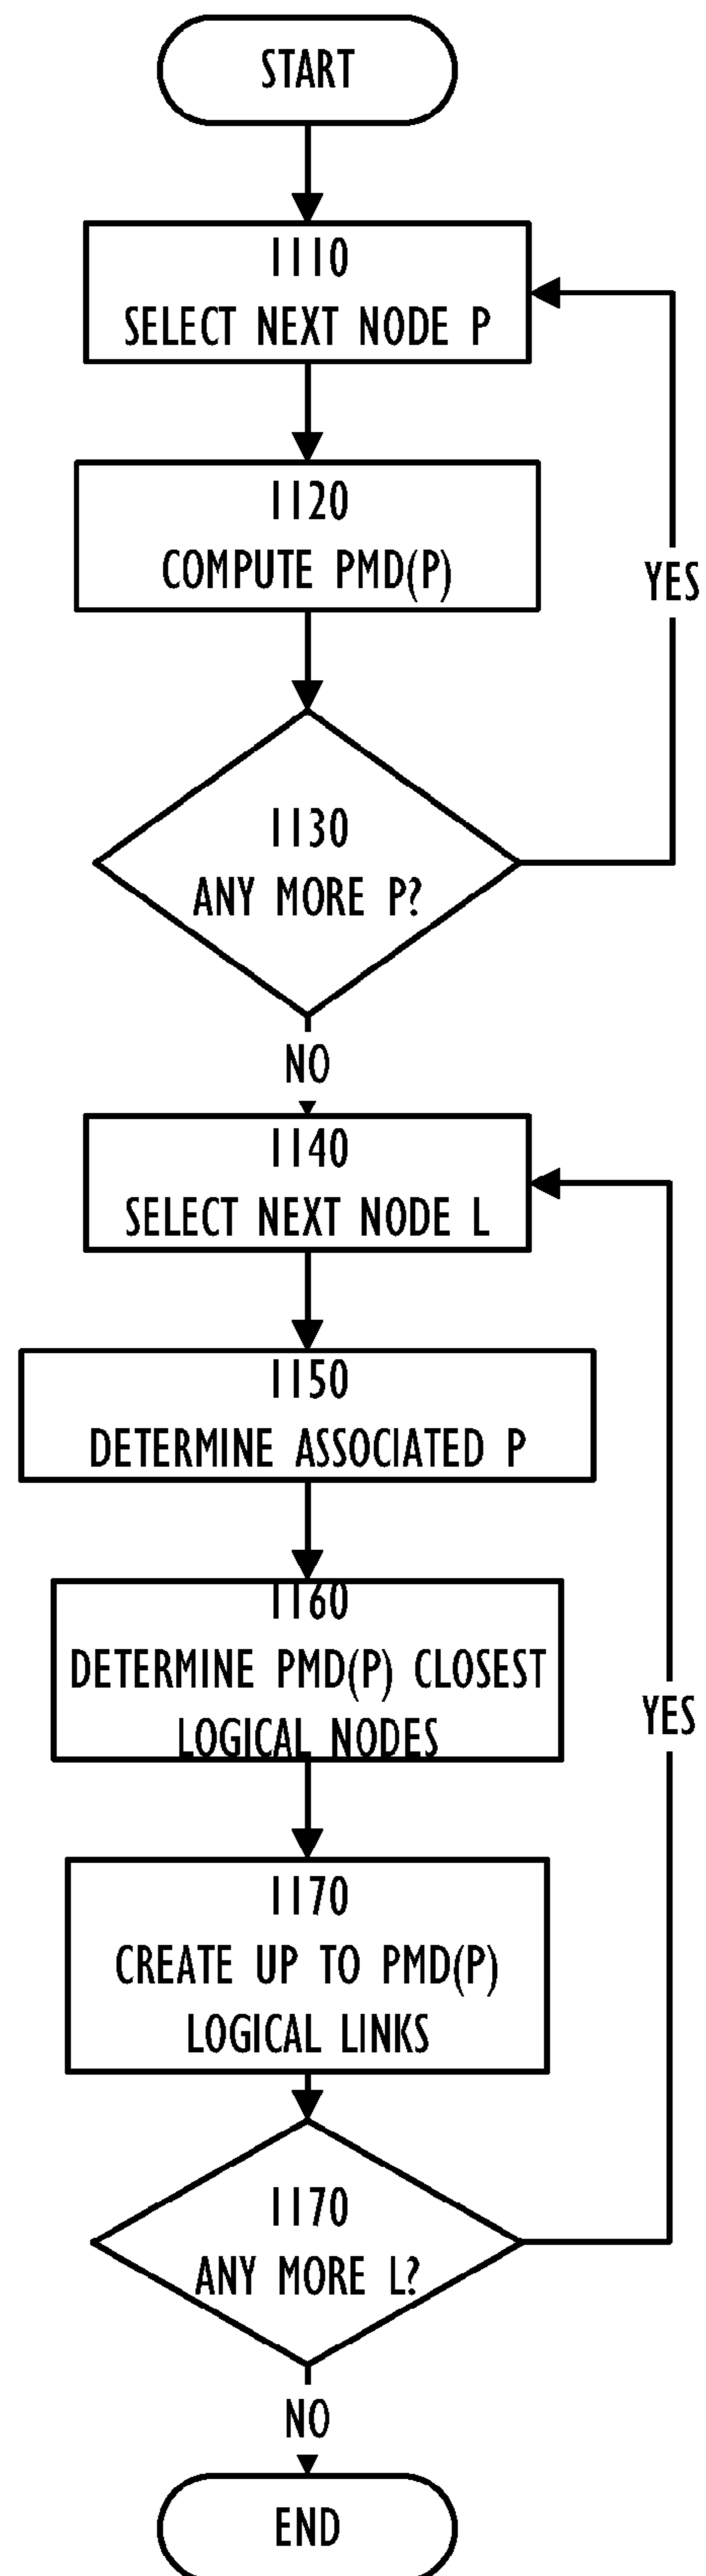 START
1110
SELECT NEXT NODE P
1120
COMPUTE PMD(P)
YES
1130
ANY MORE P?
NO
1140
SELECT NEXT NODE L
1150
DETERMINE ASSOCIATED P
1160
DETERMINE PMD(P) CLOSEST
LOGICAL NODES
YES
1170
CREATE UP TO PMD(P)
LOGICAL LINKS
1170
ANY MORE L?
NO
END